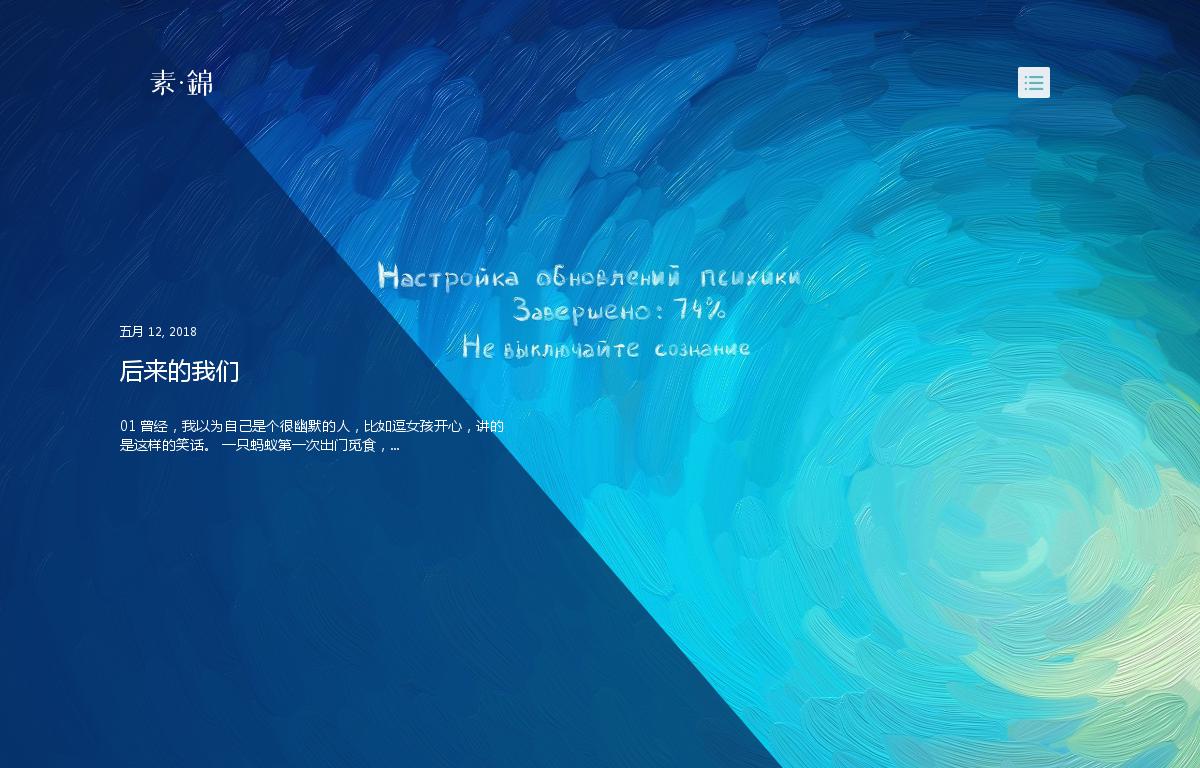 素·錦
Настройка обновлений психики
Завершено: 74%
Не выключайте сознание
五月 12, 2018
后来的我们
01 曾经，我以为自己是个很幽默的人，比如逗女孩开心，讲的
是这样的笑话。 一只蚂蚁第一次出门觅食，...